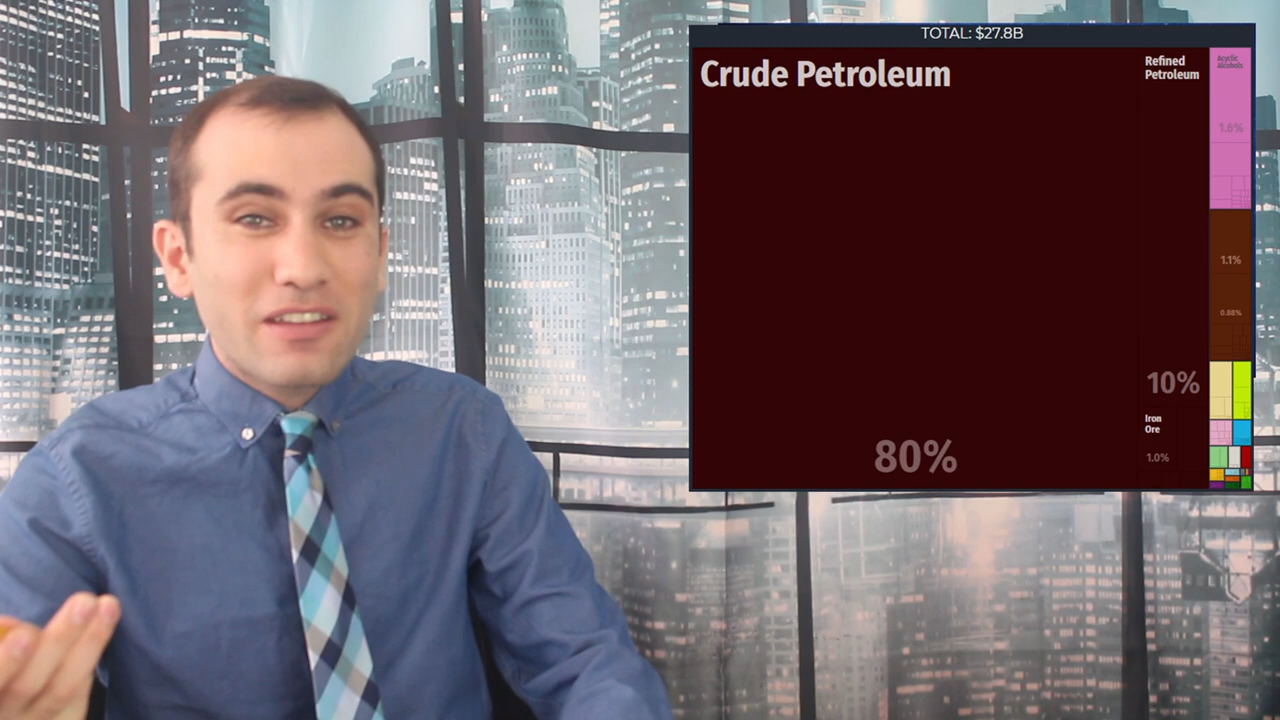 TOTAL: $27.8B
Crude Petroleum
80%
Refined
Petroleum
10%
Iron
Ore
1.0%
Acyclic
Alcohols
1.6%
1.1%
0.88%